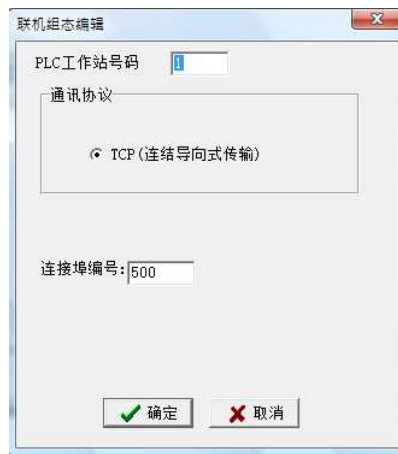 联机组态编辑
PLC工作站号码 1
通讯协议
TCP(连结导向式传输)
连接埠编号:500
确定 取消